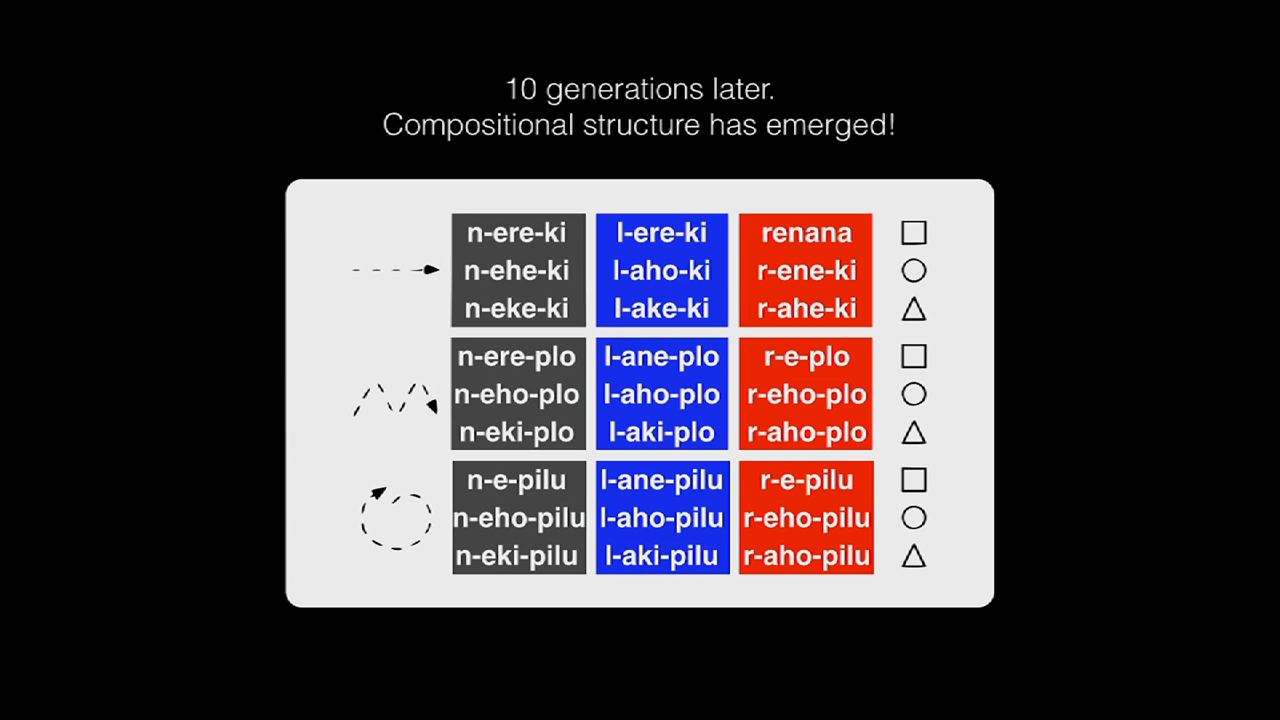 10 generations later.
Compositional structure has emerged!
n-ere-ki l-ere-ki renana
n-ehe-ki l-aho-ki r-ene-ki
n-eke-ki l-ake-ki r-ahe-ki
n-ere-plo l-ane-plo r-e-plo
n-eho-plo l-aho-plo r-eho-plo
n-eki-plo l-aki-plo r-aho-plo
n-e-pilu l-ane-pilu r-e-pilu
n-eho-pilu l-aho-pilu r-eho-pilu
n-eki-pilu l-aki-pilu r-aho-pilu